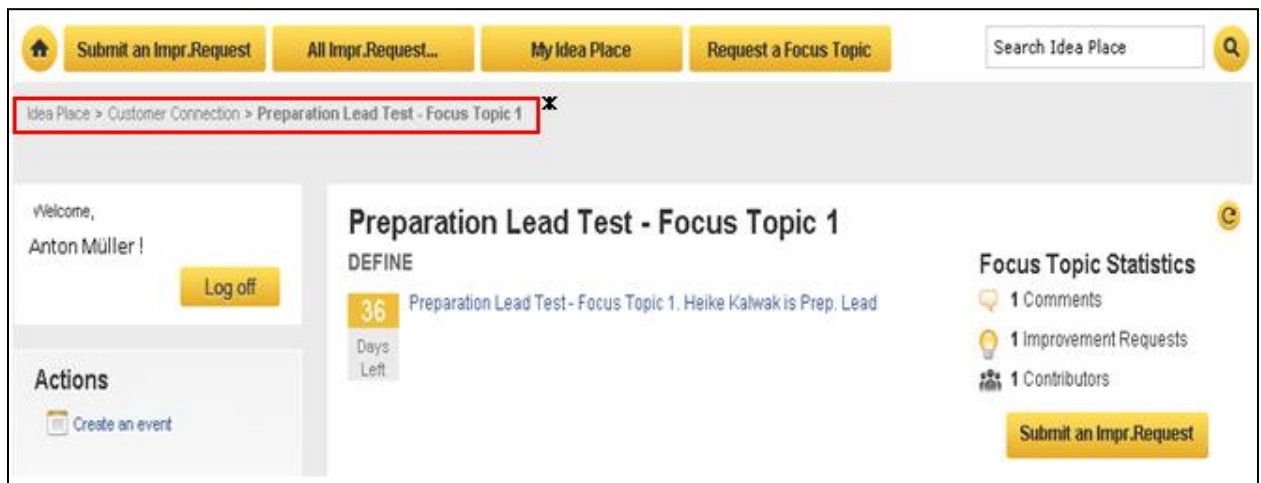 Submit an Impr.Request All Impr.Request... My Idea Place Request a Focus Topic Search Idea Place
Idea Place > Customer Connection > Preparation Lead Test - Focus Topic 1
Welcome,
Anton Müller !
Log off
Actions
Create an event
Preparation Lead Test - Focus Topic 1
DEFINE
36
Days
Left
Preparation Lead Test - Focus Topic 1. Heike Kalwak is Prep. Lead
Focus Topic Statistics
1 Comments
1 Improvement Requests
1 Contributors
Submit an Impr.Request